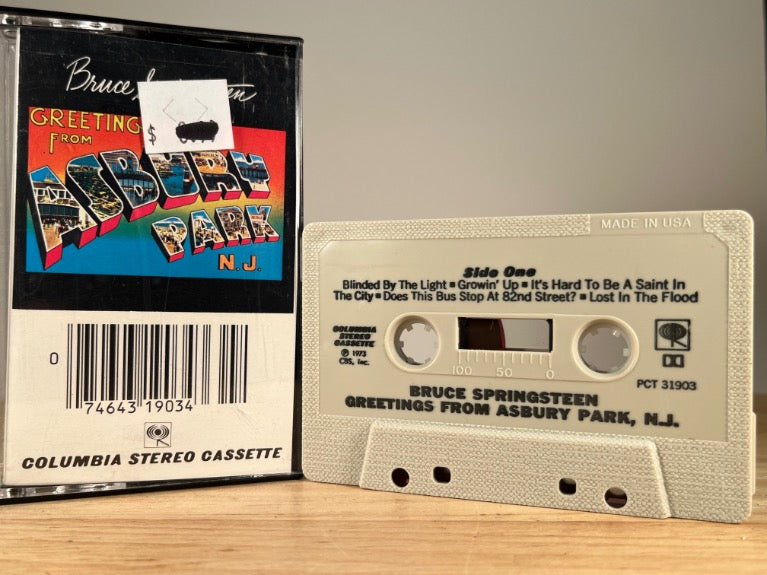 Bruce
GREETING
FROM
ASBURY
PARK
N.J.
0
74643 19034
COLUMBIA STEREO CASSETTE
MADE IN USA
Side One
Blinded By The Light ▪ Growin' Up ▪ It's Hard To Be A Saint In
The City ▪ Does This Bus Stop At 82nd Street? ▪ Lost In The Flood
COLUMBIA
STEREO
CASSETTE
℗ 1973
CBS, Inc.
100 50 0
PCT 31903
BRUCE SPRINGSTEEN
GREETINGS FROM ASBURY PARK, N.J.